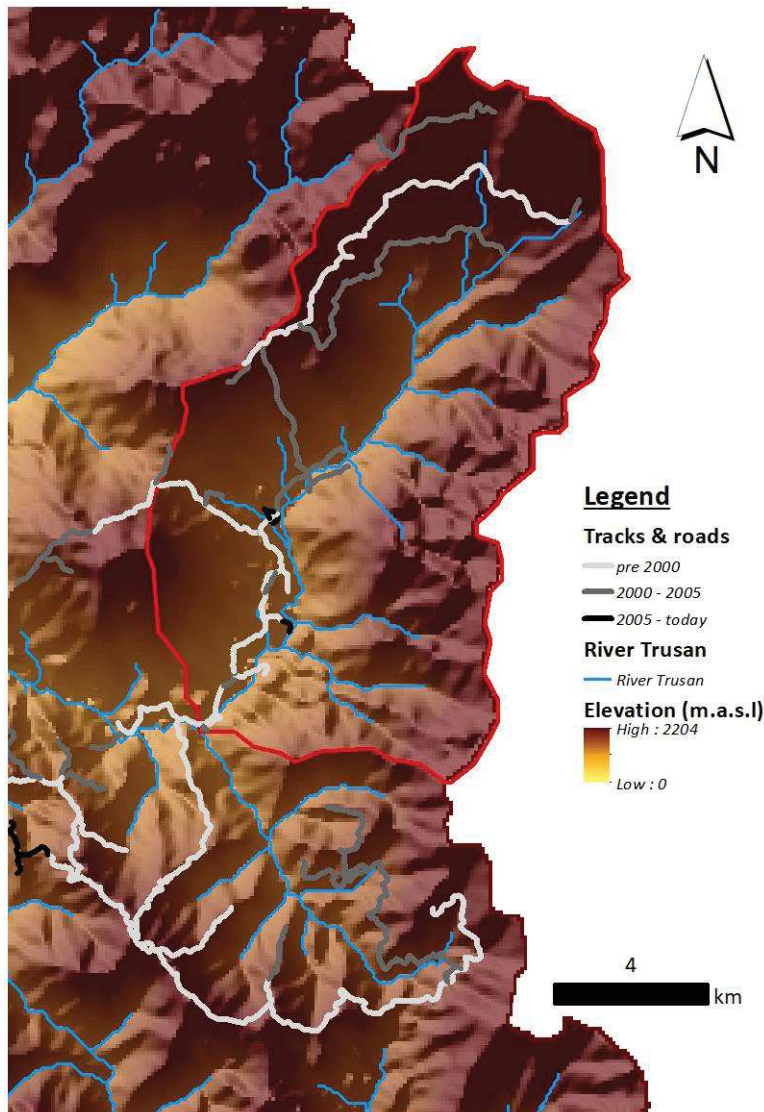 N
Legend
Tracks & roads
pre 2000
2000 - 2005
2005 - today
River Trusan
River Trusan
Elevation (m.a.s.l)
High : 2204
Low : 0
4
km